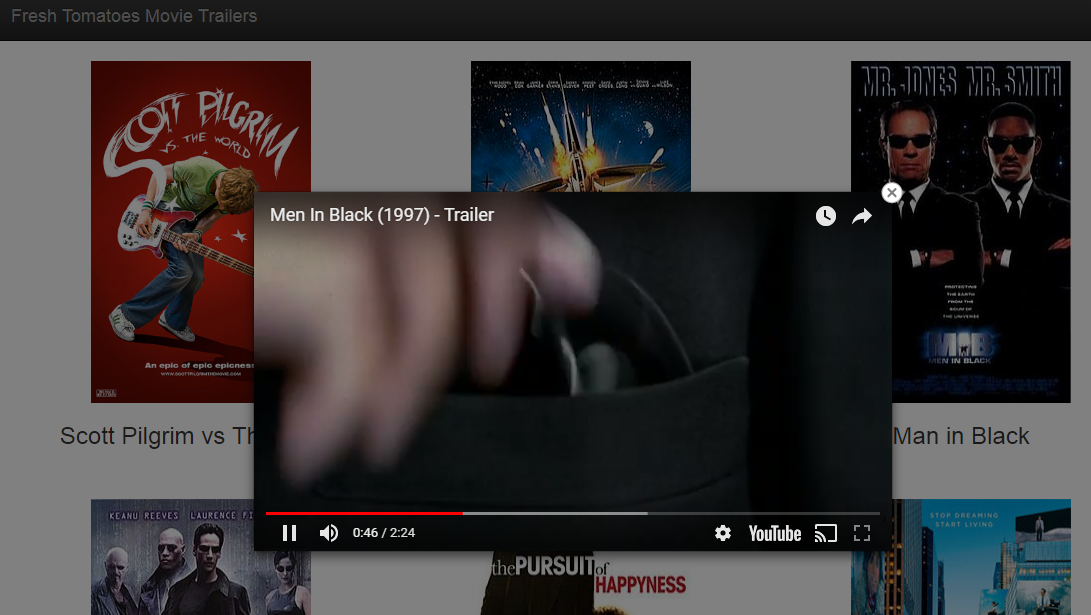 Fresh Tomatoes Movie Trailers
SCOTT PILGRIM
VS. THE WORLD
An epic of epic epicness
WWW.SCOTTPILGRIMTHEMOVIE.COM
MR. JONES MR. SMITH
PROTECTING
THE EARTH
FROM THE
SCUM OF
THE UNIVERSE
MIB
MEN IN BLACK
Men In Black (1997) - Trailer
0:46 / 2:24
YouTube
Scott Pilgrim vs Th
Man in Black
KEANU REEVES LAURENCE FI
the PURSUIT of
HAPPYNESS
STOP DREAMING
START LIVING